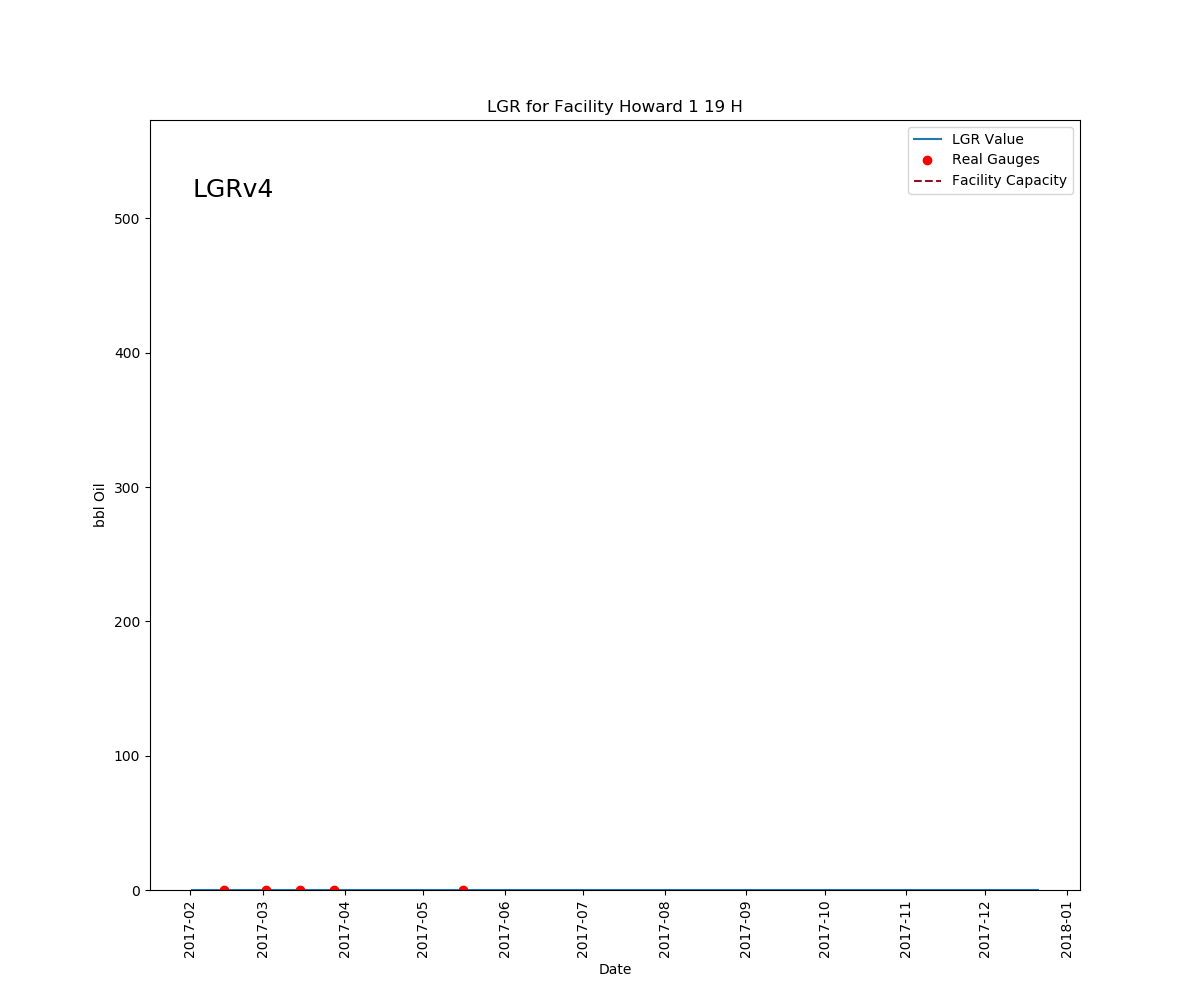 LGR for Facility Howard 1 19 H
LGR Value
Real Gauges
Facility Capacity
LGRv4
500
400
300
200
100
0
bbl Oil
2017-02
2017-03
2017-04
2017-05
2017-06
2017-07
2017-08
2017-09
2017-10
2017-11
2017-12
2018-01
Date